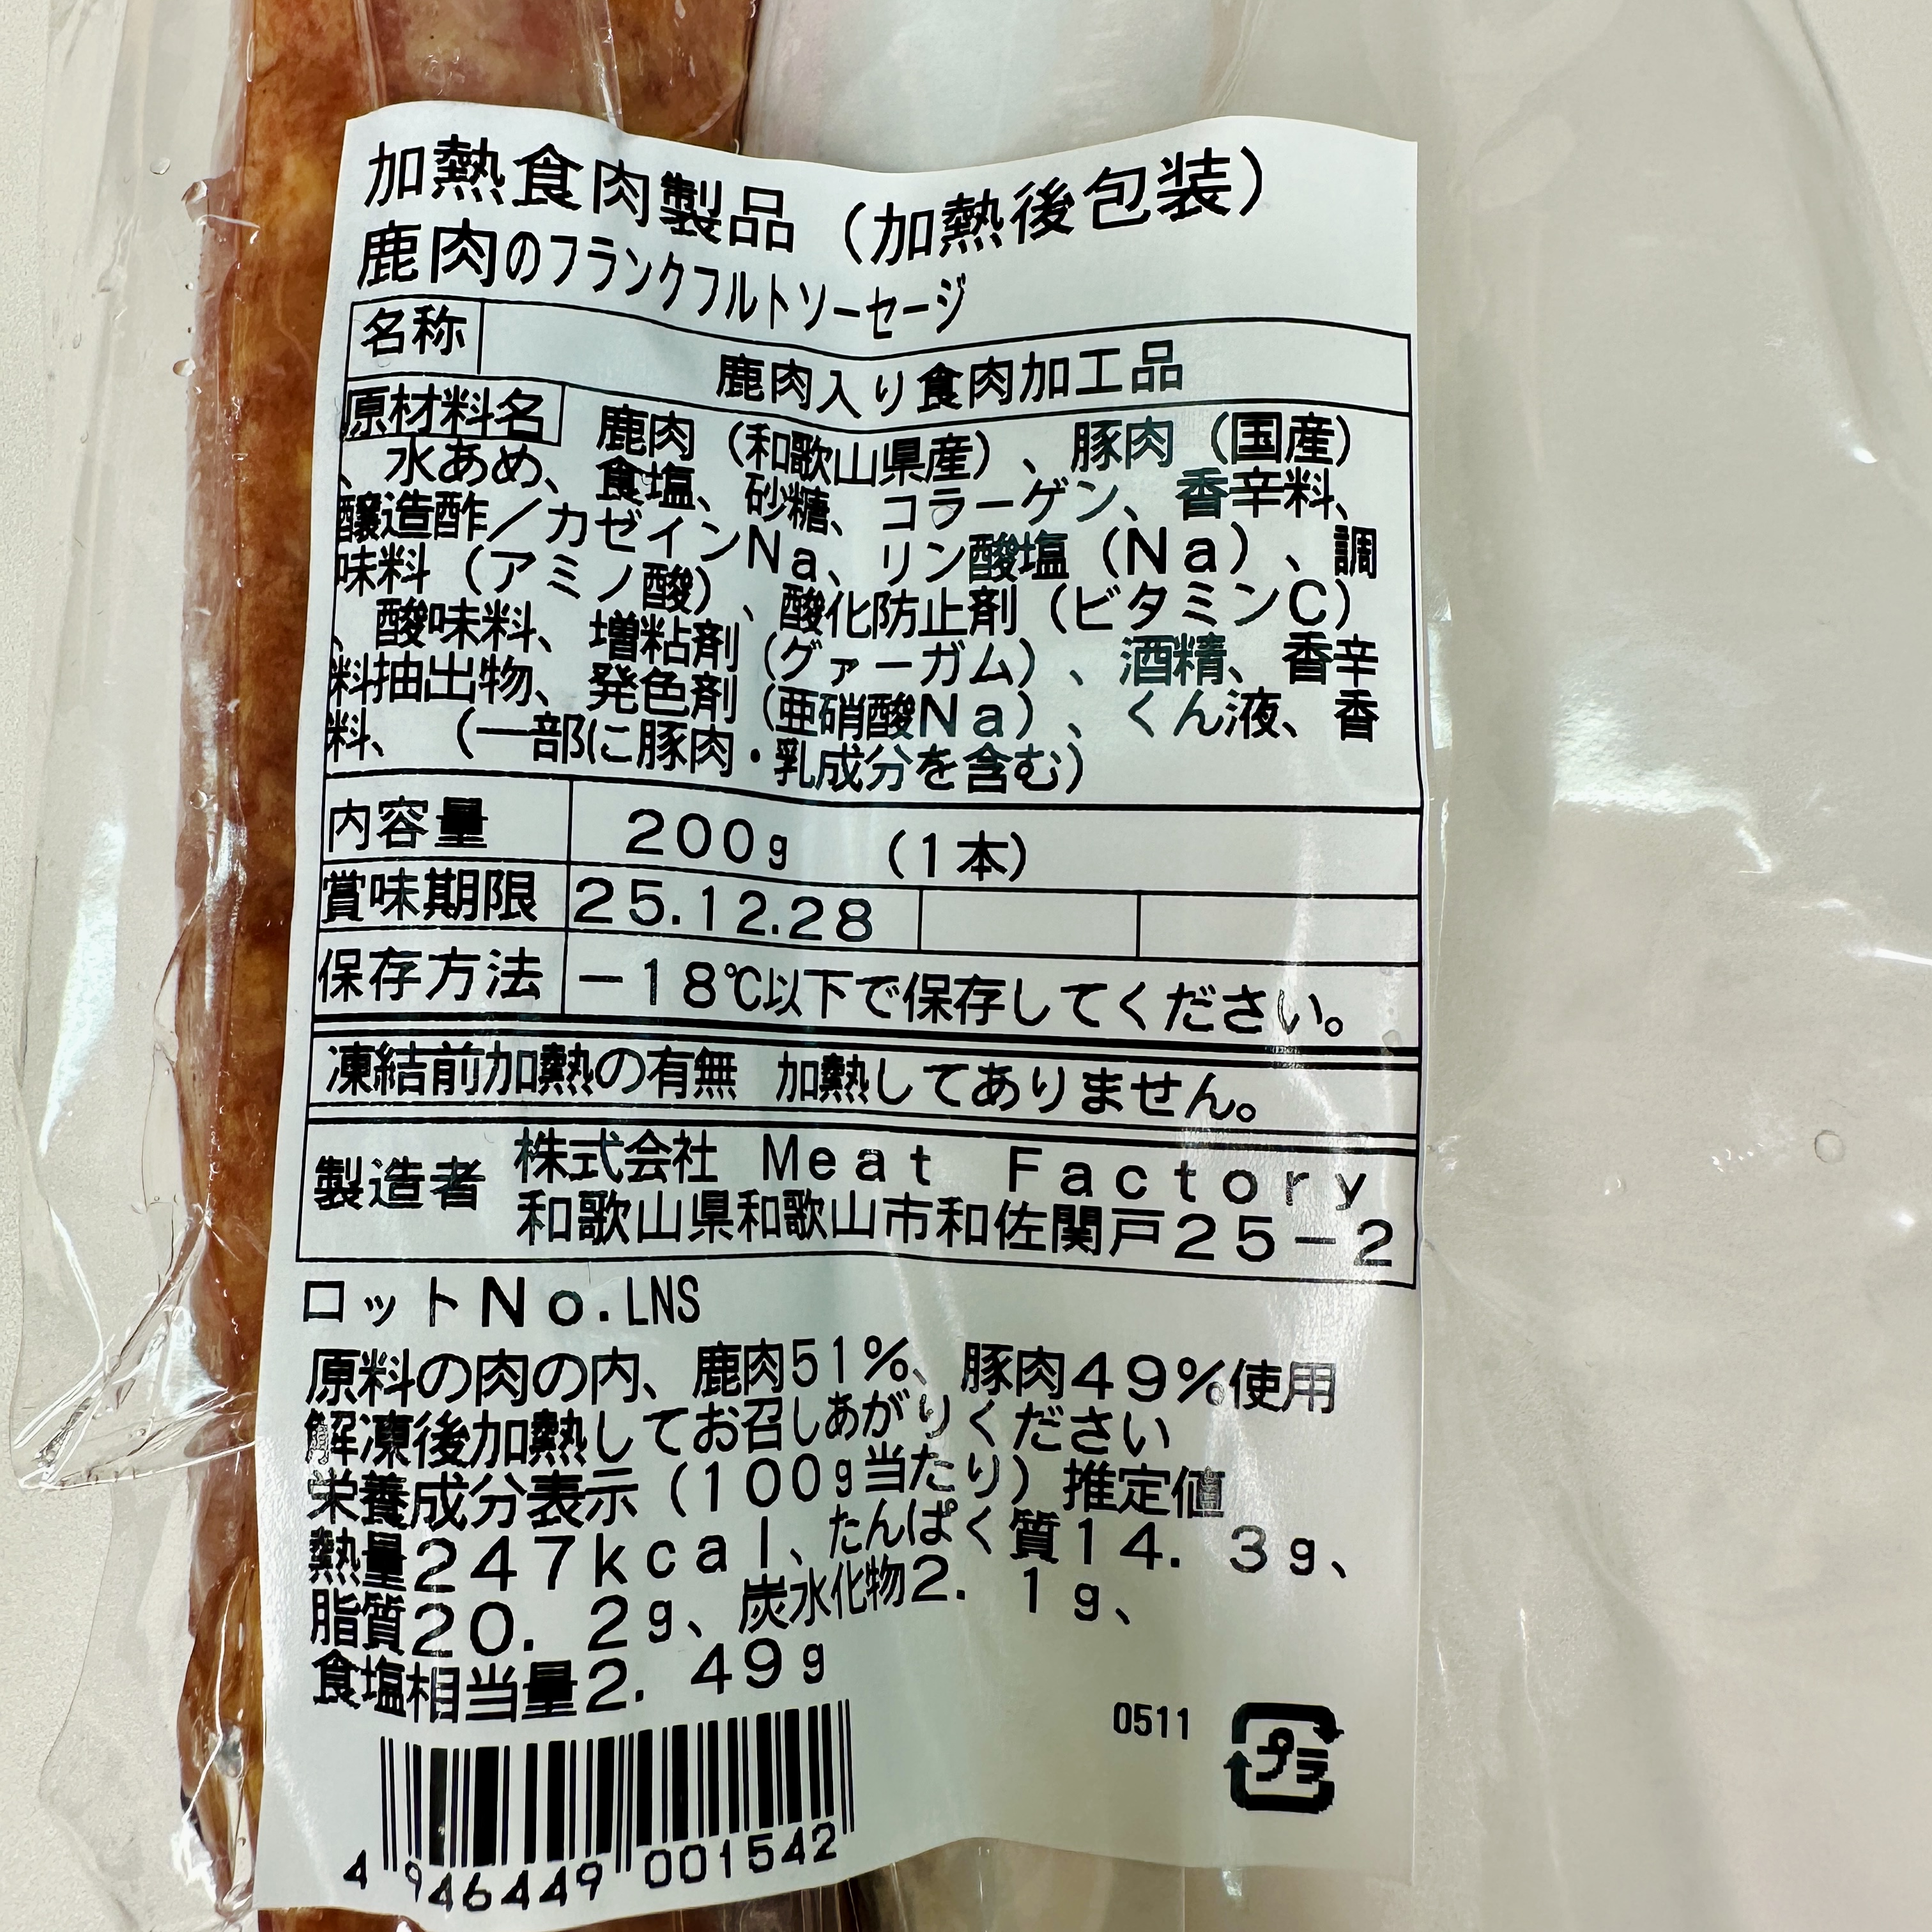 加熱食肉製品（加熱後包装）
鹿肉のフランクフルトソーセージ
名称 鹿肉入り食肉加工品
原材料名 鹿肉（和歌山県産）、豚肉（国産）
、水あめ、食塩、砂糖、コラーゲン、香辛料、
醸造酢／カゼインＮａ、リン酸塩（Ｎａ）、調
味料（アミノ酸）、酸化防止剤（ビタミンＣ）
、酸味料、増粘剤（グァーガム）、酒精、香辛
料抽出物、発色剤（亜硝酸Ｎａ）、くん液、香
料、（一部に豚肉・乳成分を含む）
内容量 ２００ｇ （１本）
賞味期限 25.12.28
保存方法 －１８℃以下で保存してください。
凍結前加熱の有無 加熱してありません。
製造者 株式会社 Ｍｅａｔ Ｆａｃｔｏｒｙ
和歌山県和歌山市和佐関戸２５－２
ロットＮｏ.LNS
原料の肉の内、鹿肉51％、豚肉４９％使用
解凍後加熱してお召しあがりください
栄養成分表示（１００ｇ当たり）推定値
熱量２４７ｋｃａｌ、たんぱく質１４．３ｇ、
脂質２０．２ｇ、炭水化物２．１ｇ、
食塩相当量２．４９ｇ
0511
プラ
4 946449 001542